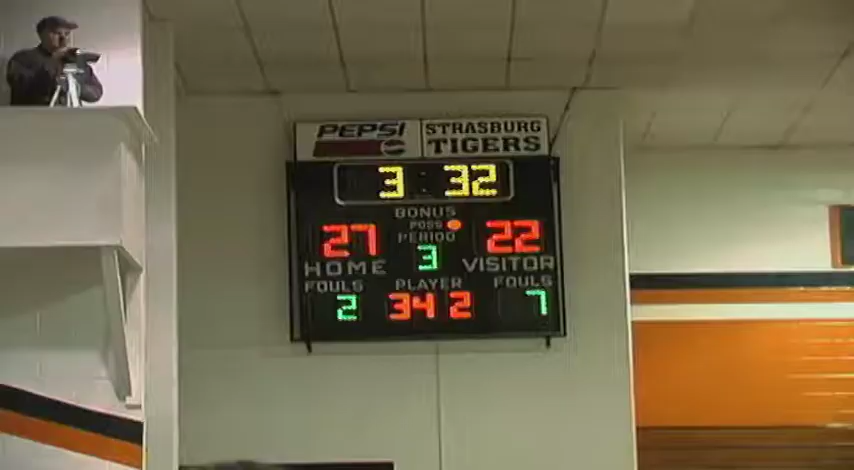 PEPSI
STRASBURG
TIGERS
3:32
BONUS
POSS
27 PERIOD 22
3
HOME VISITOR
FOULS PLAYER FOULS
2 34 2 7